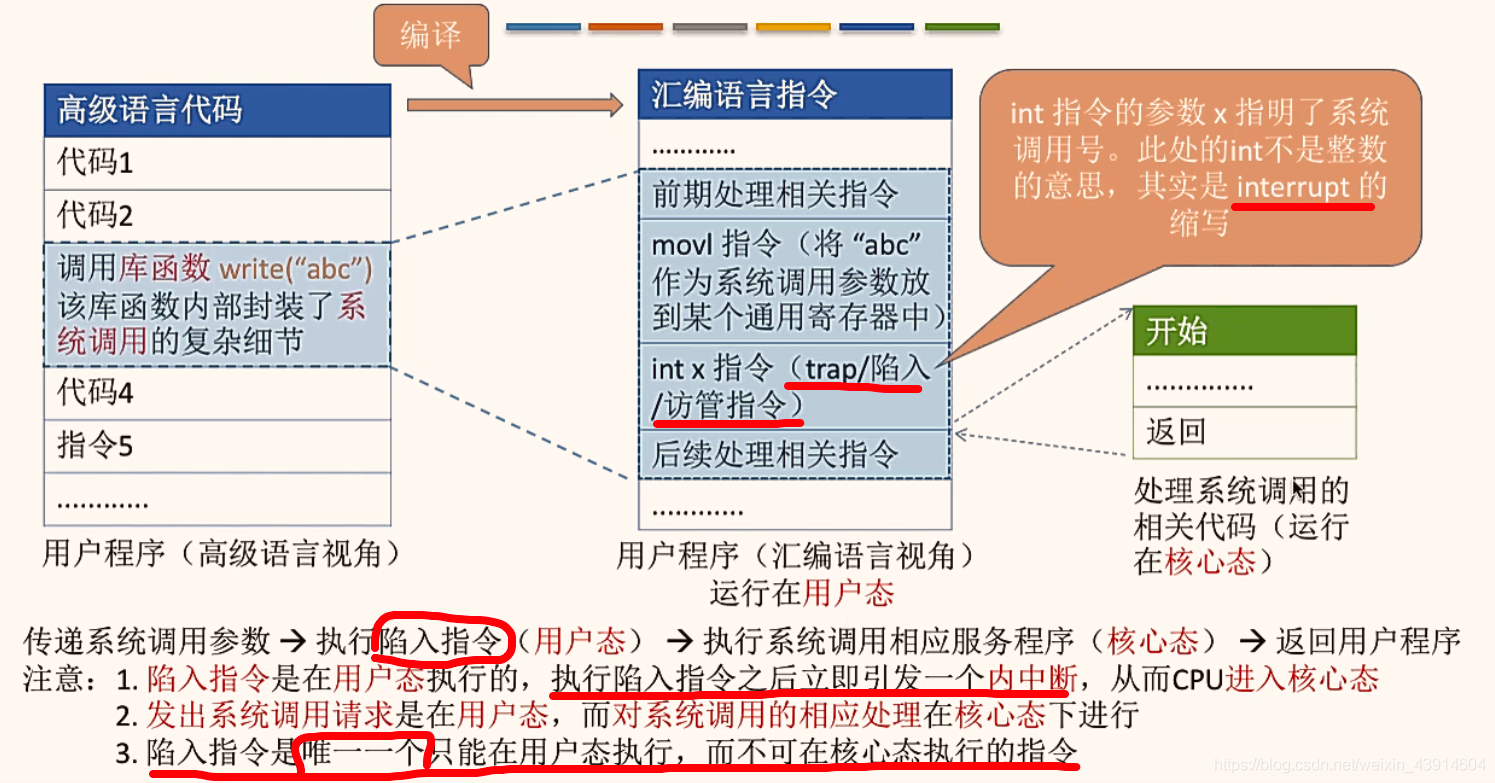 编译
高级语言代码
代码1
代码2
调用库函数 write(“abc”)
该库函数内部封装了系
统调用的复杂细节
代码4
指令5
…………
用户程序（高级语言视角）
汇编语言指令
…………
前期处理相关指令
movl 指令（将 “abc”
作为系统调用参数放
到某个通用寄存器中）
int x 指令（trap/陷入
/访管指令）
后续处理相关指令
…………
用户程序（汇编语言视角）
运行在用户态
int 指令的参数 x 指明了系统
调用号。此处的int不是整数
的意思，其实是 interrupt 的
缩写
开始
…………..
返回
处理系统调用的
相关代码（运行
在核心态）
传递系统调用参数 → 执行陷入指令（用户态） → 执行系统调用相应服务程序（核心态） → 返回用户程序
注意：1. 陷入指令是在用户态执行的，执行陷入指令之后立即引发一个内中断，从而CPU进入核心态
2. 发出系统调用请求是在用户态，而对系统调用的相应处理在核心态下进行
3. 陷入指令是唯一一个只能在用户态执行，而不可在核心态执行的指令
https://blog.csdn.net/weixin_43914604